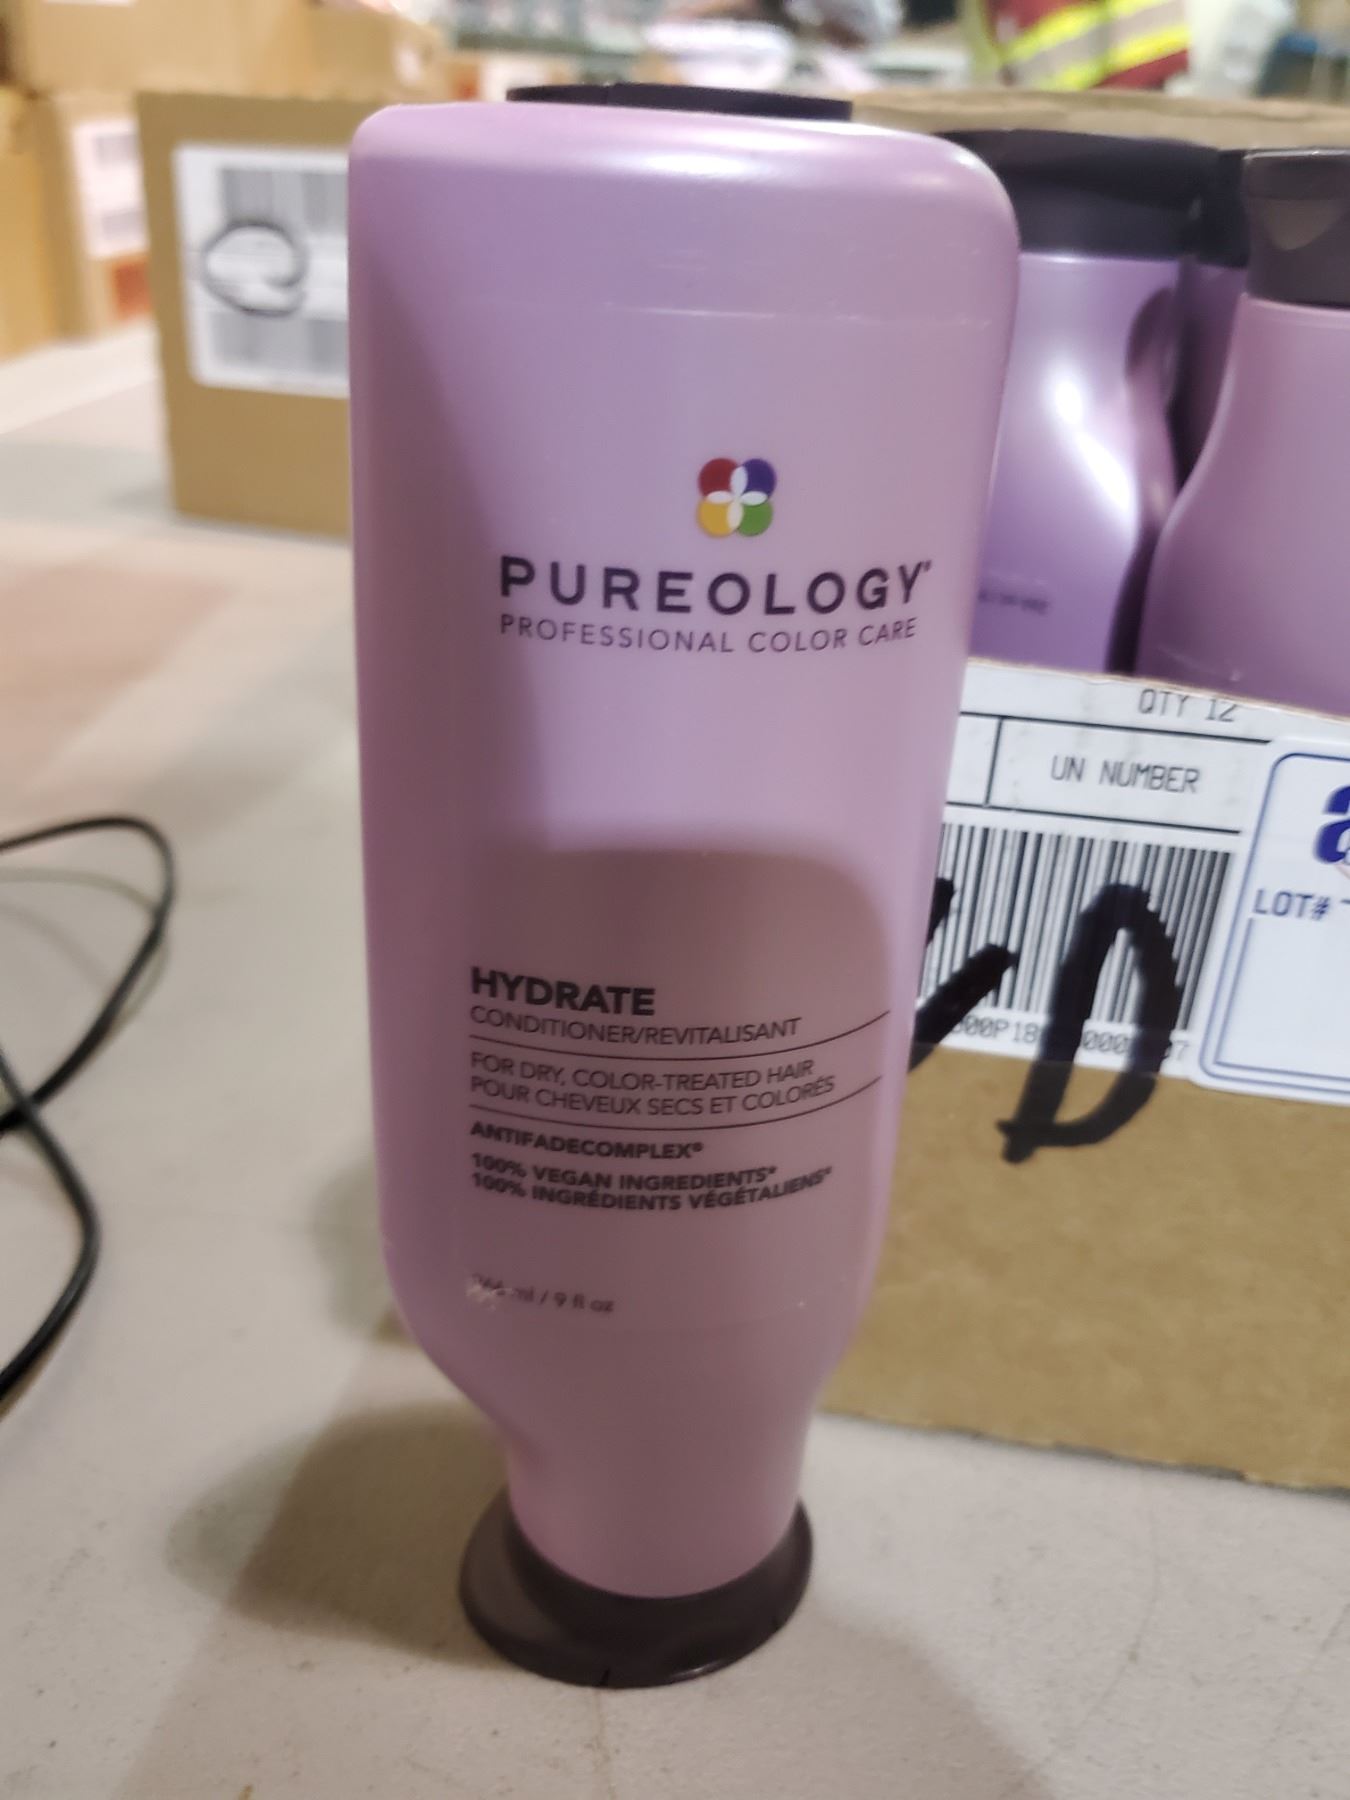 PUREOLOGY®
PROFESSIONAL COLOR CARE
HYDRATE
CONDITIONER/REVITALISANT
FOR DRY, COLOR-TREATED HAIR
POUR CHEVEUX SECS ET COLORÉS
ANTIFADECOMPLEX®
100% VEGAN INGREDIENTS*
100% INGRÉDIENTS VÉGÉTALIENS*
ml / 9 fl oz
QTY 12
UN NUMBER
LOT#
D